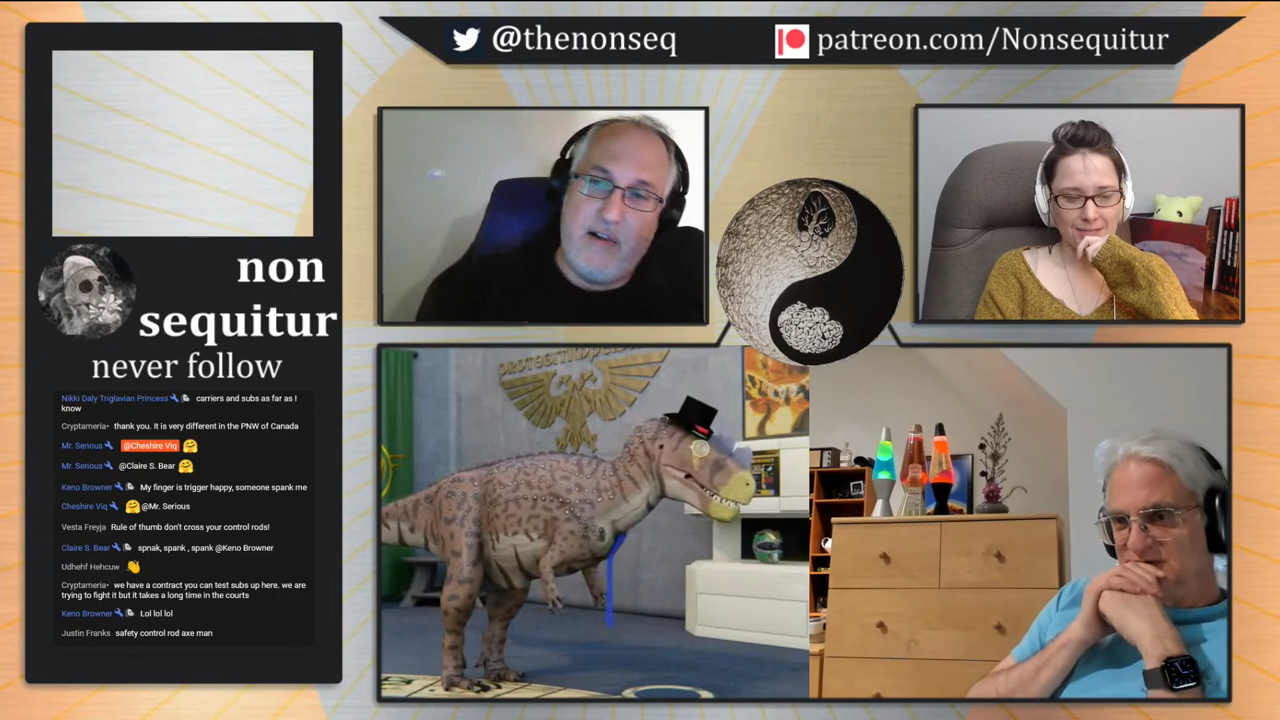 @thenonseq
patreon.com/Nonsequitur
non
sequitur
never follow
Nikki Daly Triglavian Princess carriers and subs as far as I
know
Cryptameria• thank you. It is very different in the PNW of Canada
Mr. Serious @Cheshire Viq
Mr. Serious @Claire S. Bear
Keno Browner My finger is trigger happy, someone spank me
Cheshire Viq @Mr. Serious
Vesta Freyja Rule of thumb don't cross your control rods!
Claire S. Bear spnak, spank , spank @Keno Browner
Udhehf Hehcuw
Cryptameria• we have a contract you can test subs up here. we are
trying to fight it but it takes a long time in the courts
Keno Browner Lol lol lol
Justin Franks safety control rod axe man